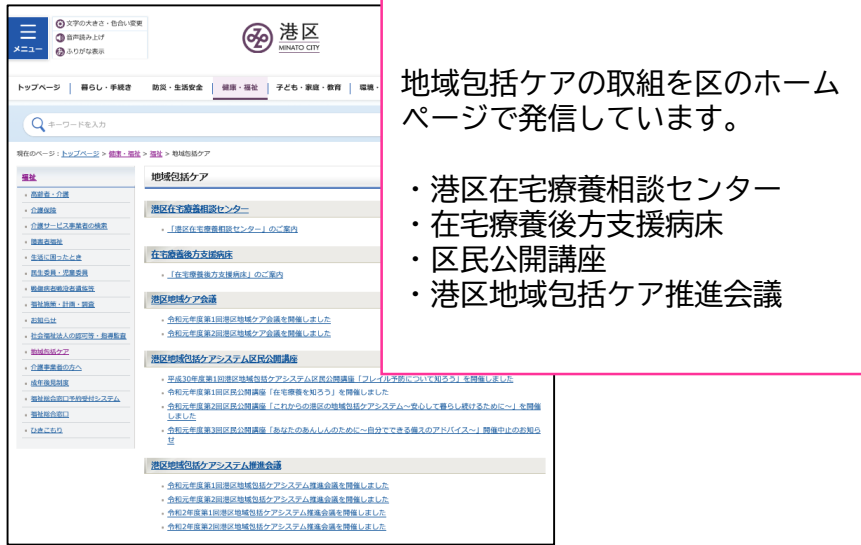 メニュー
文字の大きさ・色合い変更
音声読み上げ
ふりがな表示
港区
MINATO CITY
トップページ
暮らし・手続き
防災・生活安全
健康・福祉
子ども・家庭・教育
環境・
キーワードを入力
現在のページ：トップページ > 健康・福祉 > 福祉 > 地域包括ケア
福祉
高齢者・介護
介護保険
介護サービス事業者の検索
障害者福祉
生活に困ったとき
民生委員・児童委員
戦傷病者戦没者遺族等
福祉施策・計画・調査
お知らせ
社会福祉法人の認可等・指導監査
地域包括ケア
介護事業者の方へ
成年後見制度
福祉総合窓口予約受付システム
福祉総合窓口
ひきこもり
地域包括ケア
港区在宅療養相談センター
「港区在宅療養相談センター」のご案内
在宅療養後方支援病床
「在宅療養後方支援病床」のご案内
港区地域ケア会議
令和元年度第1回港区地域ケア会議を開催しました
令和元年度第2回港区地域ケア会議を開催しました
港区地域包括ケアシステム区民公開講座
平成30年度第1回港区地域包括ケアシステム区民公開講座「フレイル予防について知ろう」を開催しました
令和元年度第1回区民公開講座「在宅療養を知ろう」を開催しました
令和元年度第2回区民公開講座「これからの港区の地域包括ケアシステム～安心して暮らし続けるために～」を開催
しました
令和元年度第3回区民公開講座「あなたのあんしんのために～自分でできる備えのアドバイス～」開催中止のお知ら
せ
港区地域包括ケアシステム推進会議
令和元年度第1回港区地域包括ケアシステム推進会議を開催しました
令和元年度第2回港区地域包括ケアシステム推進会議を開催しました
令和2年度第1回港区地域包括ケアシステム推進会議を開催しました
令和2年度第2回港区地域包括ケアシステム推進会議を開催しました
地域包括ケアの取組を区のホーム
ページで発信しています。
・港区在宅療養相談センター
・在宅療養後方支援病床
・区民公開講座
・港区地域包括ケア推進会議